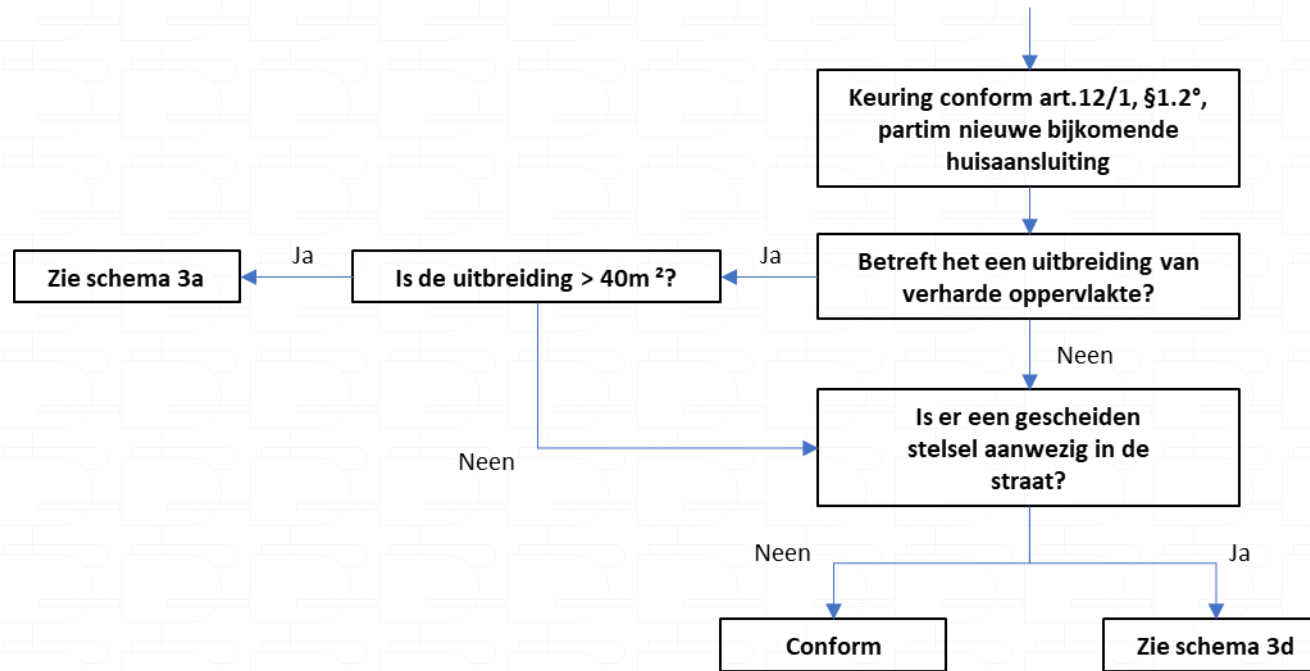 Keuring conform art.12/1, §1.2°,
partim nieuwe bijkomende
huisaansluiting
Zie schema 3a
Ja
Is de uitbreiding > 40m ²?
Ja
Betreft het een uitbreiding van
verharde oppervlakte?
Neen
Neen
Is er een gescheiden
stelsel aanwezig in de
straat?
Neen
Ja
Conform
Zie schema 3d